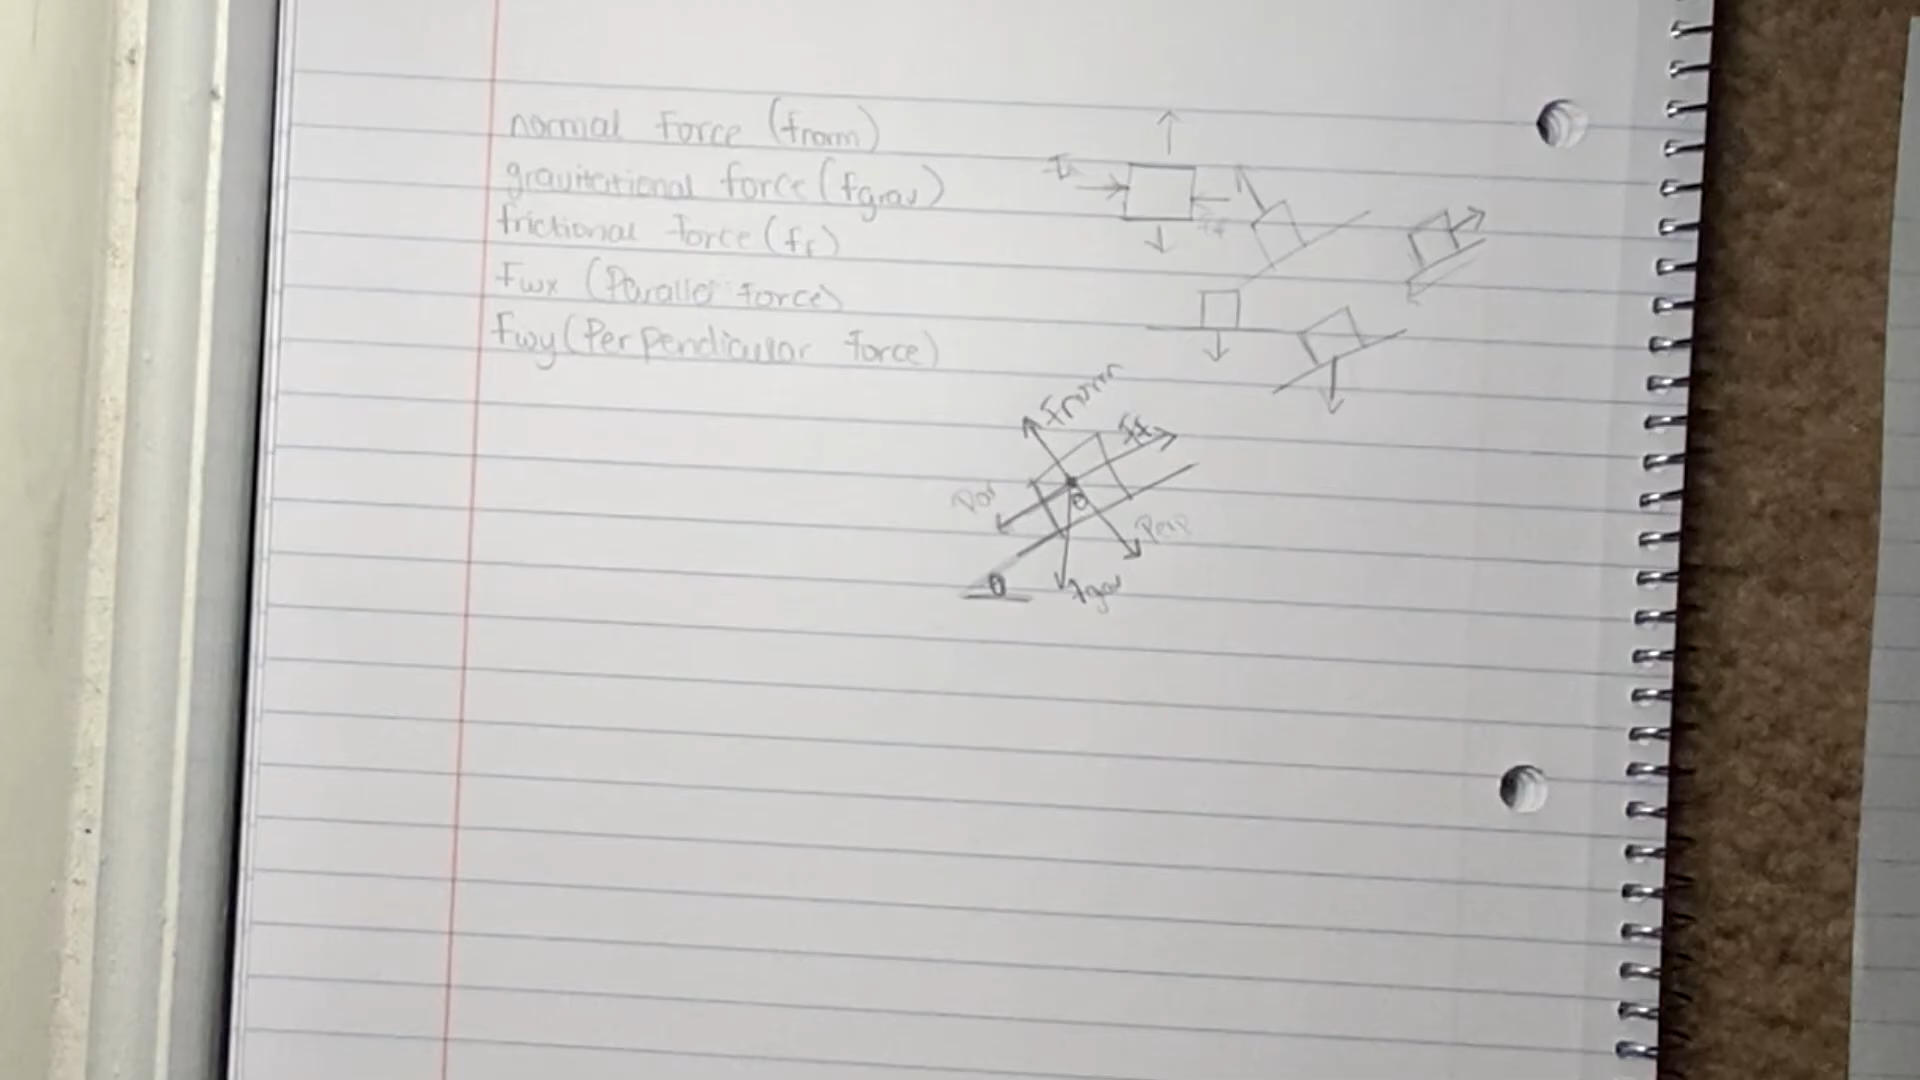 normal force (fnorm)
gravitational force (fgrav)
frictional force (ff)
Fwx (Parallel force)
Fwy (Perpendicular force)
ff
Fnorm
ff
Par
θ
Perp
θ